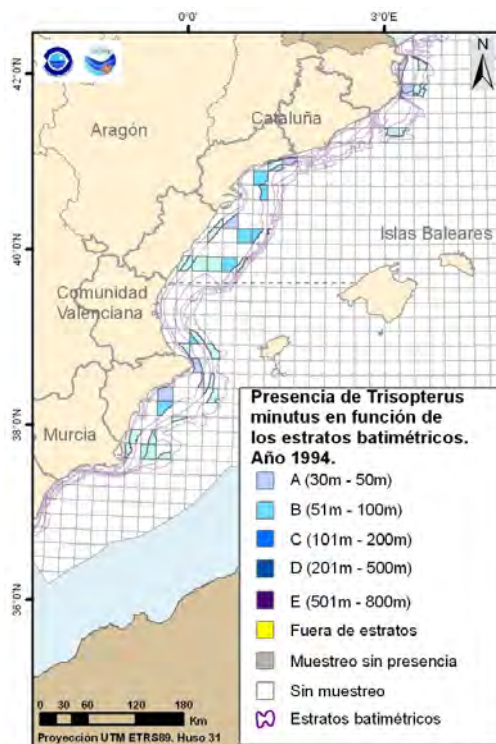 0°0'
3°0'E
42°0'N
Cataluña
Aragón
40°0'N
Islas Baleares
Comunidad
Valenciana
38°0'N
Murcia
36°0'N
Presencia de Trisopterus
minutus en función de
los estratos batimétricos.
Año 1994.
A (30m - 50m)
B (51m - 100m)
C (101m - 200m)
D (201m - 500m)
E (501m - 800m)
Fuera de estratos
Muestreo sin presencia
Sin muestreo
Estratos batimétricos
0 30 60 120 180
Km
Proyección UTM ETRS89. Huso 31
N